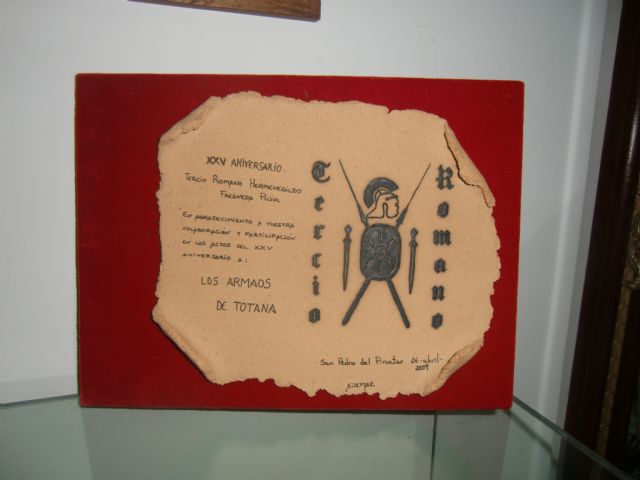 XXV ANIVERSARIO
TERCIO ROMANO HERMENEGILDO
PUJOL
EN AGRADECIMIENTO A VUESTRA
COLABORACIÓN Y PARTICIPACIÓN
EN LOS ACTOS DEL XXV
ANIVERSARIO A:
LOS ARMAOS
DE TOTANA
Tercio
Romano
San Pedro del Pinatar 26-abril-
2009